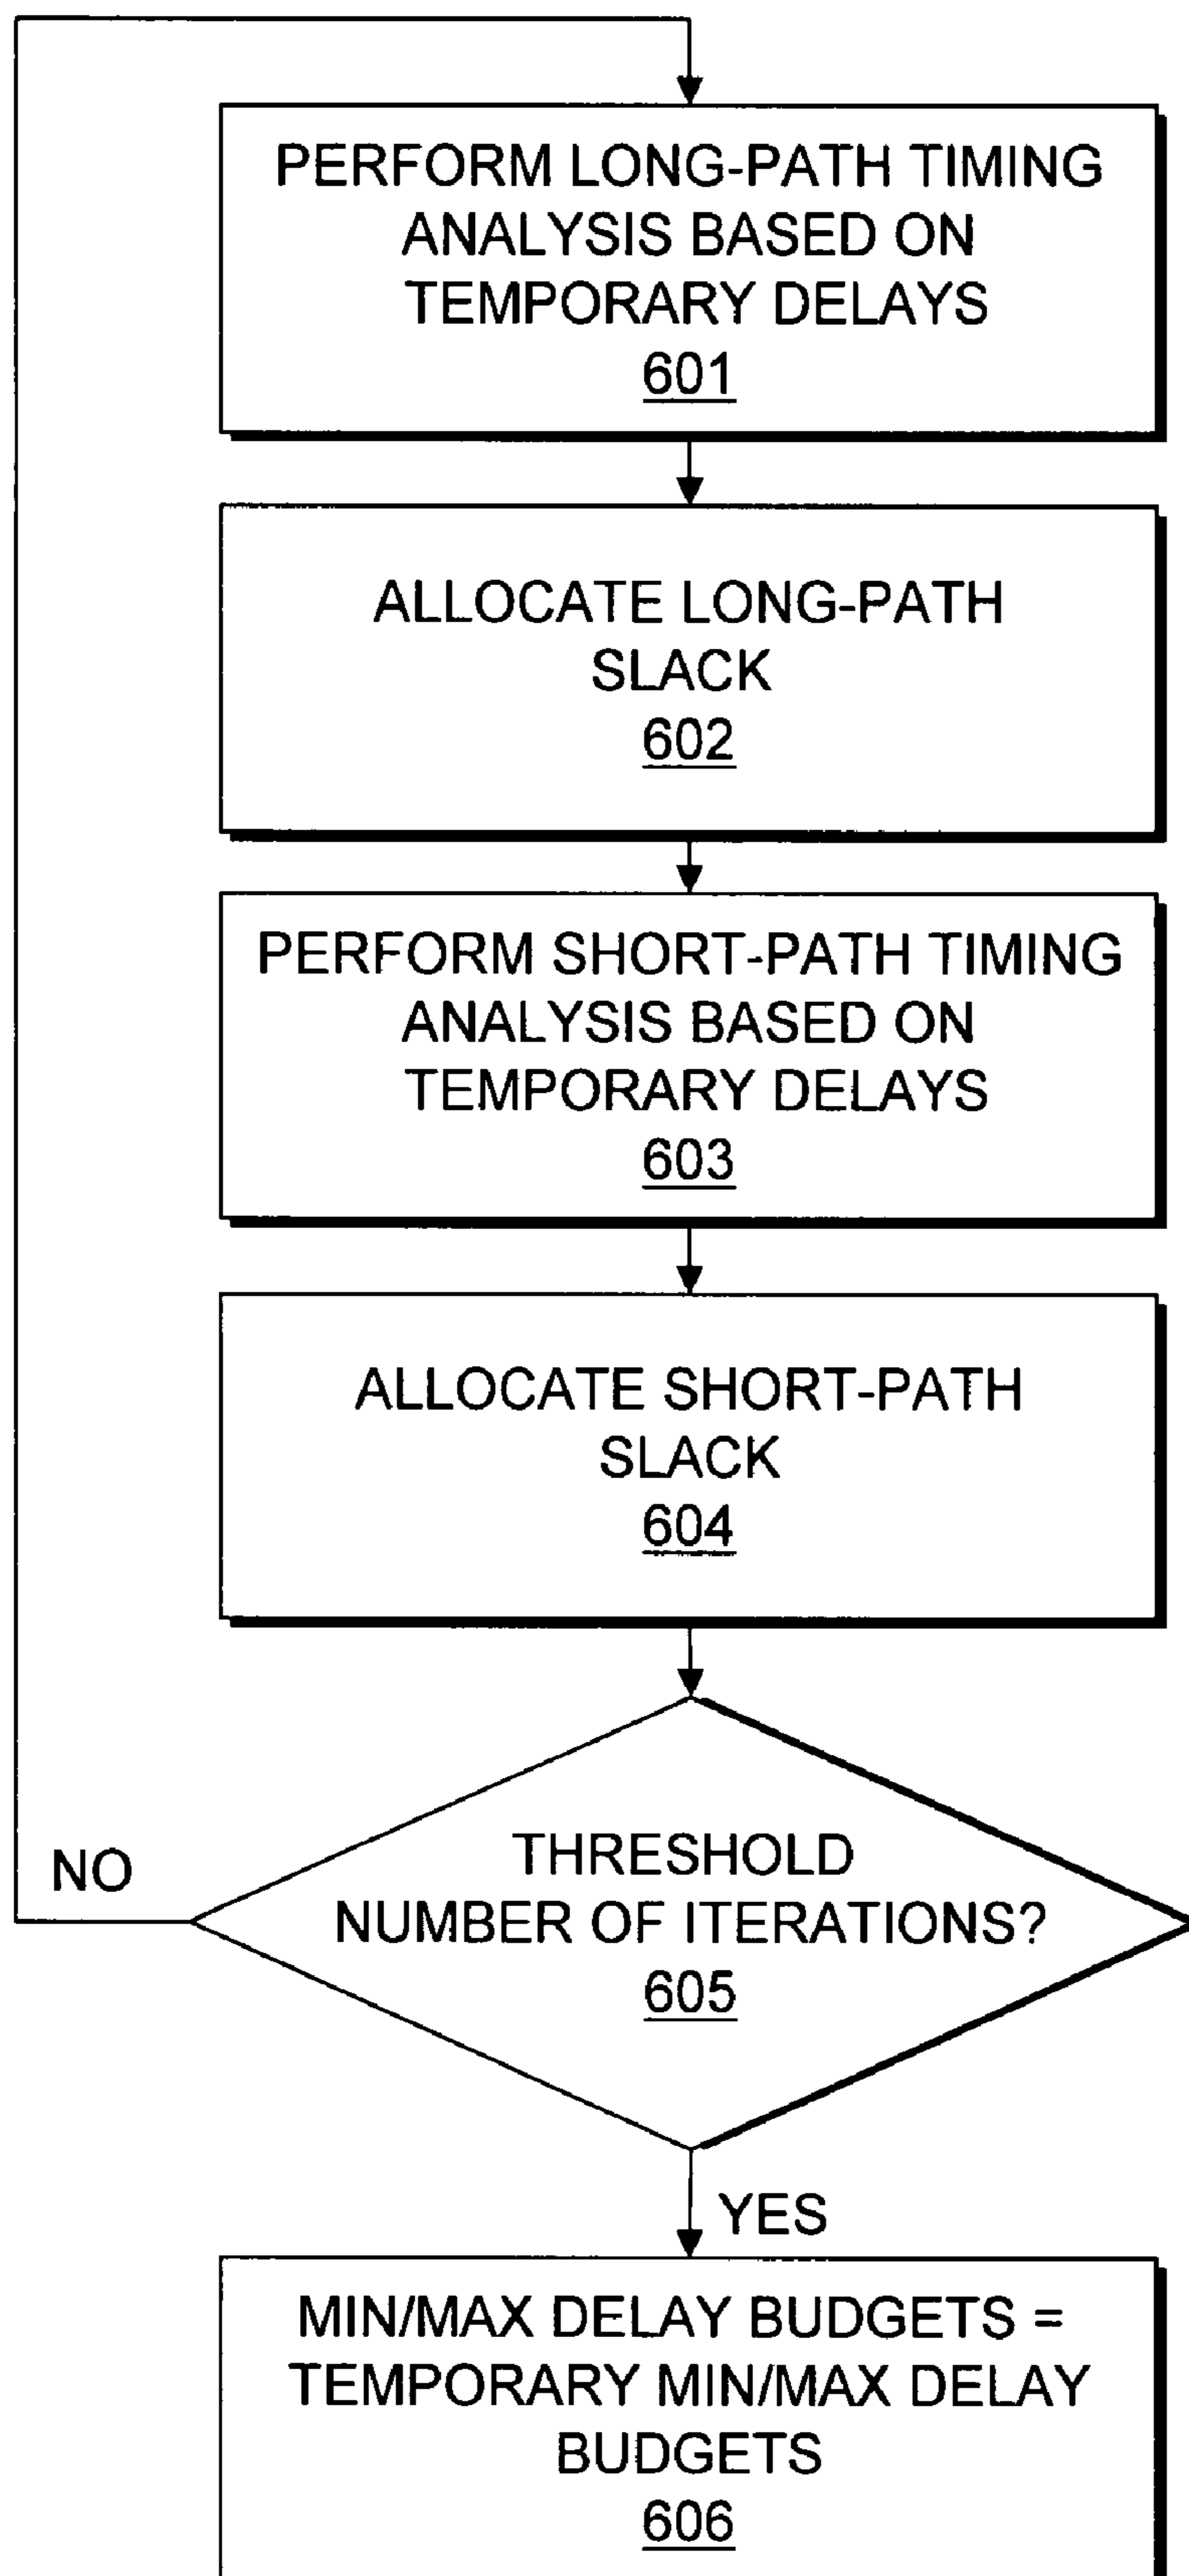 PERFORM LONG-PATH TIMING
ANALYSIS BASED ON
TEMPORARY DELAYS
601
ALLOCATE LONG-PATH
SLACK
602
PERFORM SHORT-PATH TIMING
ANALYSIS BASED ON
TEMPORARY DELAYS
603
ALLOCATE SHORT-PATH
SLACK
604
THRESHOLD
NUMBER OF ITERATIONS?
605
NO
YES
MIN/MAX DELAY BUDGETS =
TEMPORARY MIN/MAX DELAY
BUDGETS
606